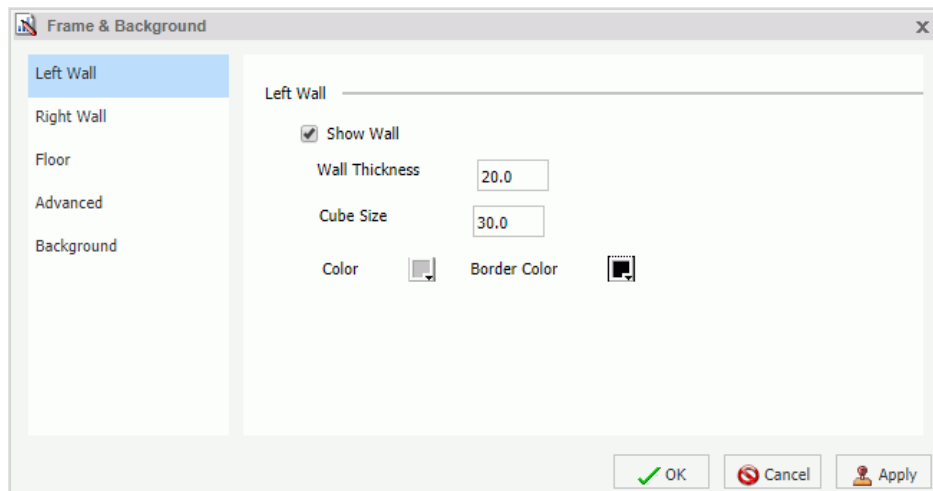 Frame & Background
x
Left Wall
Right Wall
Floor
Advanced
Background
Left Wall
Show Wall
Wall Thickness 20.0
Cube Size 30.0
Color Border Color
OK Cancel Apply